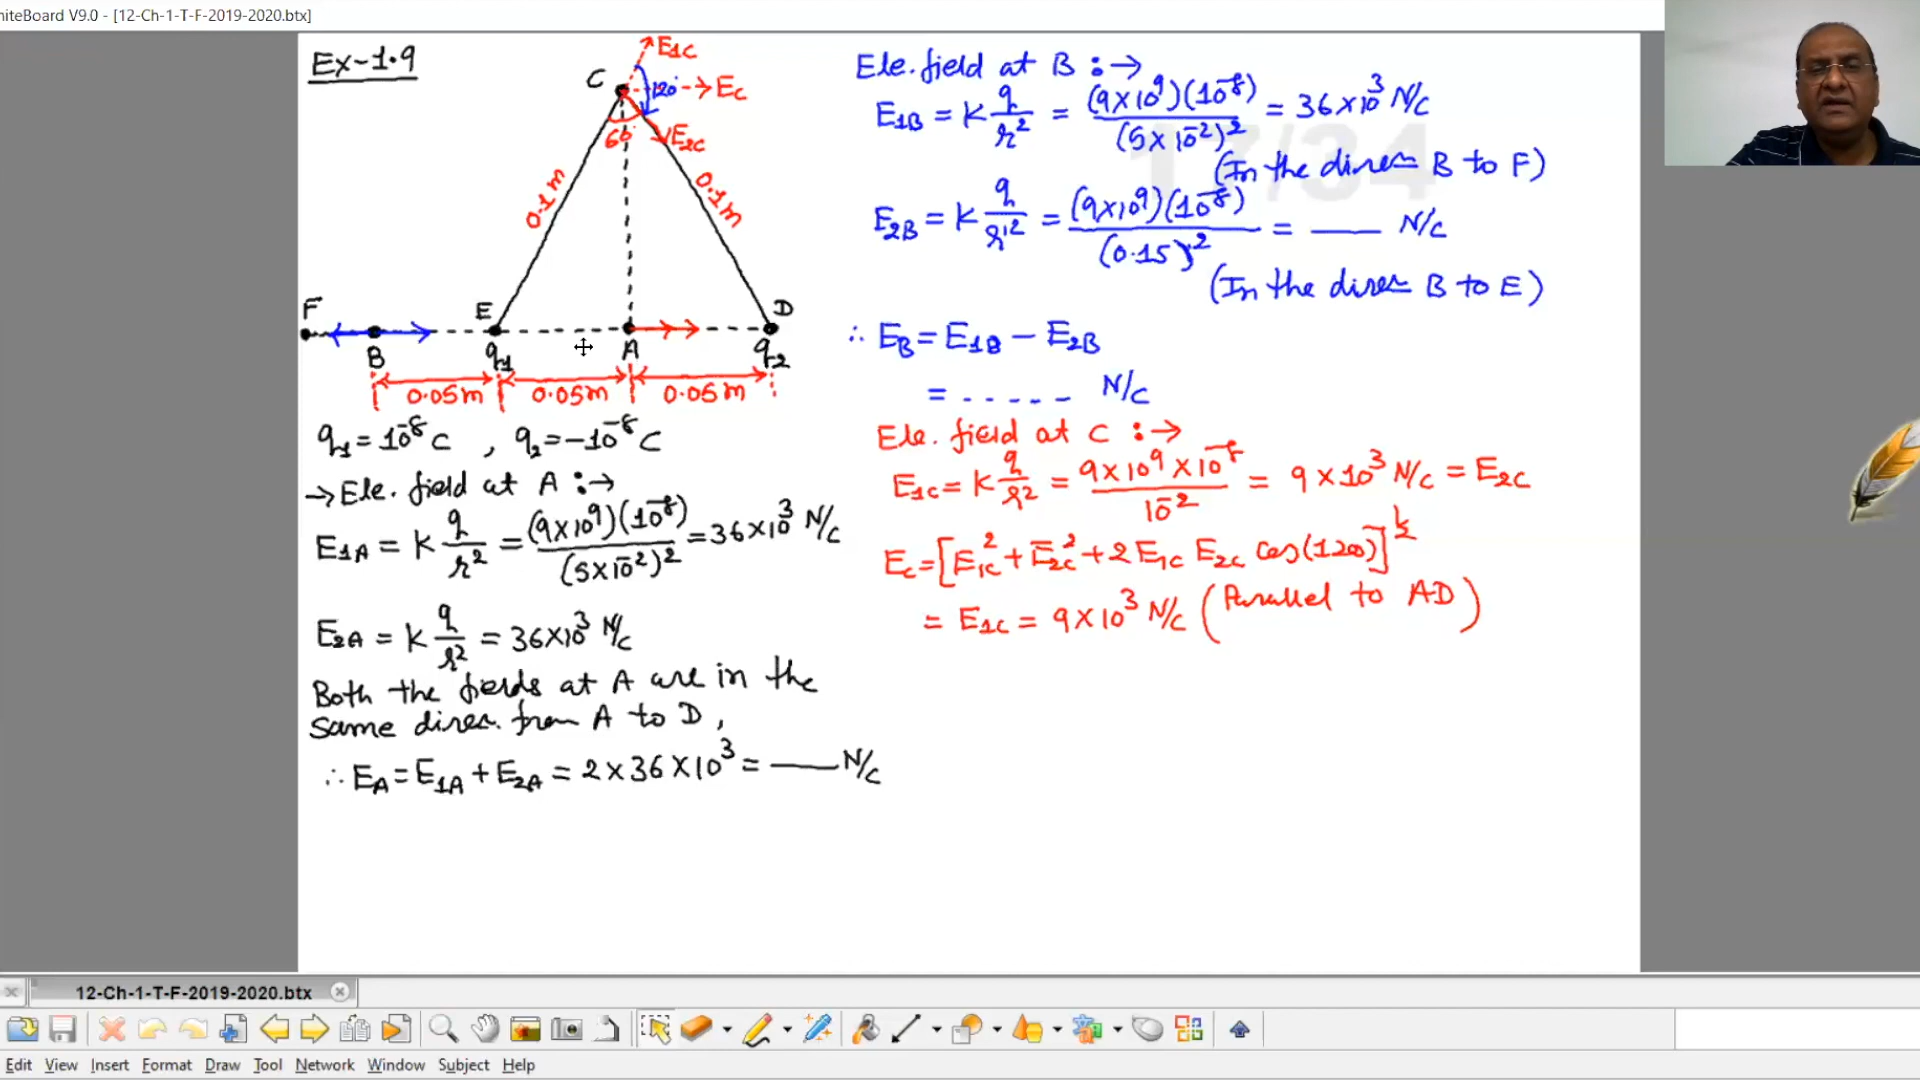 niteBoard V9.0 - [12-Ch-1-T-F-2019-2020.btx]
Ex-1.9
E1C
C
120°
EC
60°
E2C
0.1m
0.1m
F
E
D
B
q1
A
q2
0.05m
0.05m
0.05m
q1 = 10⁻⁸ C , q2 = -10⁻⁸ C
→ Ele. field at A :→
E1A = K q/r² = (9×10⁹)(10⁻⁸)/(5×10⁻²)² = 36×10³ N/C
E2A = K q/r² = 36×10³ N/C
Both the fields at A are in the
same direc. from A to D,
∴ EA = E1A + E2A = 2×36×10³ = ___ N/C
Ele. field at B :→
E1B = K q/r² = (9×10⁹)(10⁻⁸)/(5×10⁻²)² = 36×10³ N/C
(In the direc B to F)
17/34
E2B = K q/r'² = (9×10⁹)(10⁻⁸)/(0.15)² = ___ N/C
(In the direc B to E)
∴ EB = E1B - E2B
= ..... N/C
Ele. field at C :→
E1C = K q/r² = 9×10⁹×10⁻⁸/10⁻² = 9×10³ N/C = E2C
EC = [E1C² + E2C² + 2 E1C E2C cos(120)]^½
= E1C = 9×10³ N/C (Parallel to AD)
12-Ch-1-T-F-2019-2020.btx
Edit View Insert Format Draw Tool Network Window Subject Help